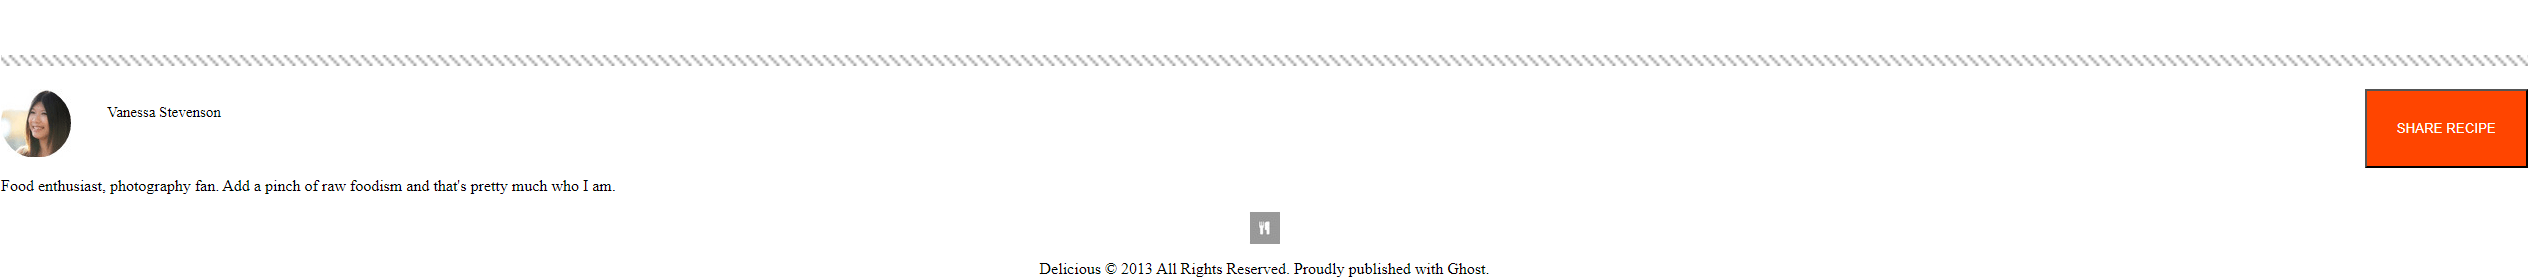 Vanessa Stevenson
SHARE RECIPE
Food enthusiast, photography fan. Add a pinch of raw foodism and that's pretty much who I am.
Delicious © 2013 All Rights Reserved. Proudly published with Ghost.